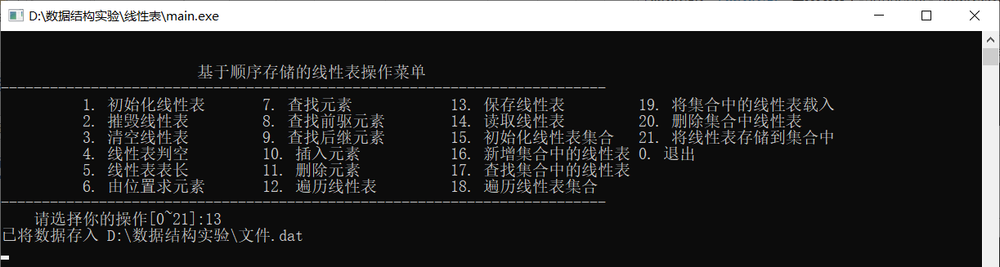 D:\数据结构实验\线性表\main.exe
基于顺序存储的线性表操作菜单
--------------------------------------------------------------------------
1. 初始化线性表 7. 查找元素 13. 保存线性表 19. 将集合中的线性表载入
2. 摧毁线性表 8. 查找前驱元素 14. 读取线性表 20. 删除集合中线性表
3. 清空线性表 9. 查找后继元素 15. 初始化线性表集合 21. 将线性表存储到集合中
4. 线性表判空 10. 插入元素 16. 新增集合中的线性表 0. 退出
5. 线性表表长 11. 删除元素 17. 查找集合中的线性表
6. 由位置求元素 12. 遍历线性表 18. 遍历线性表集合
--------------------------------------------------------------------------
请选择你的操作[0~21]:13
已将数据存入 D:\数据结构实验\文件.dat